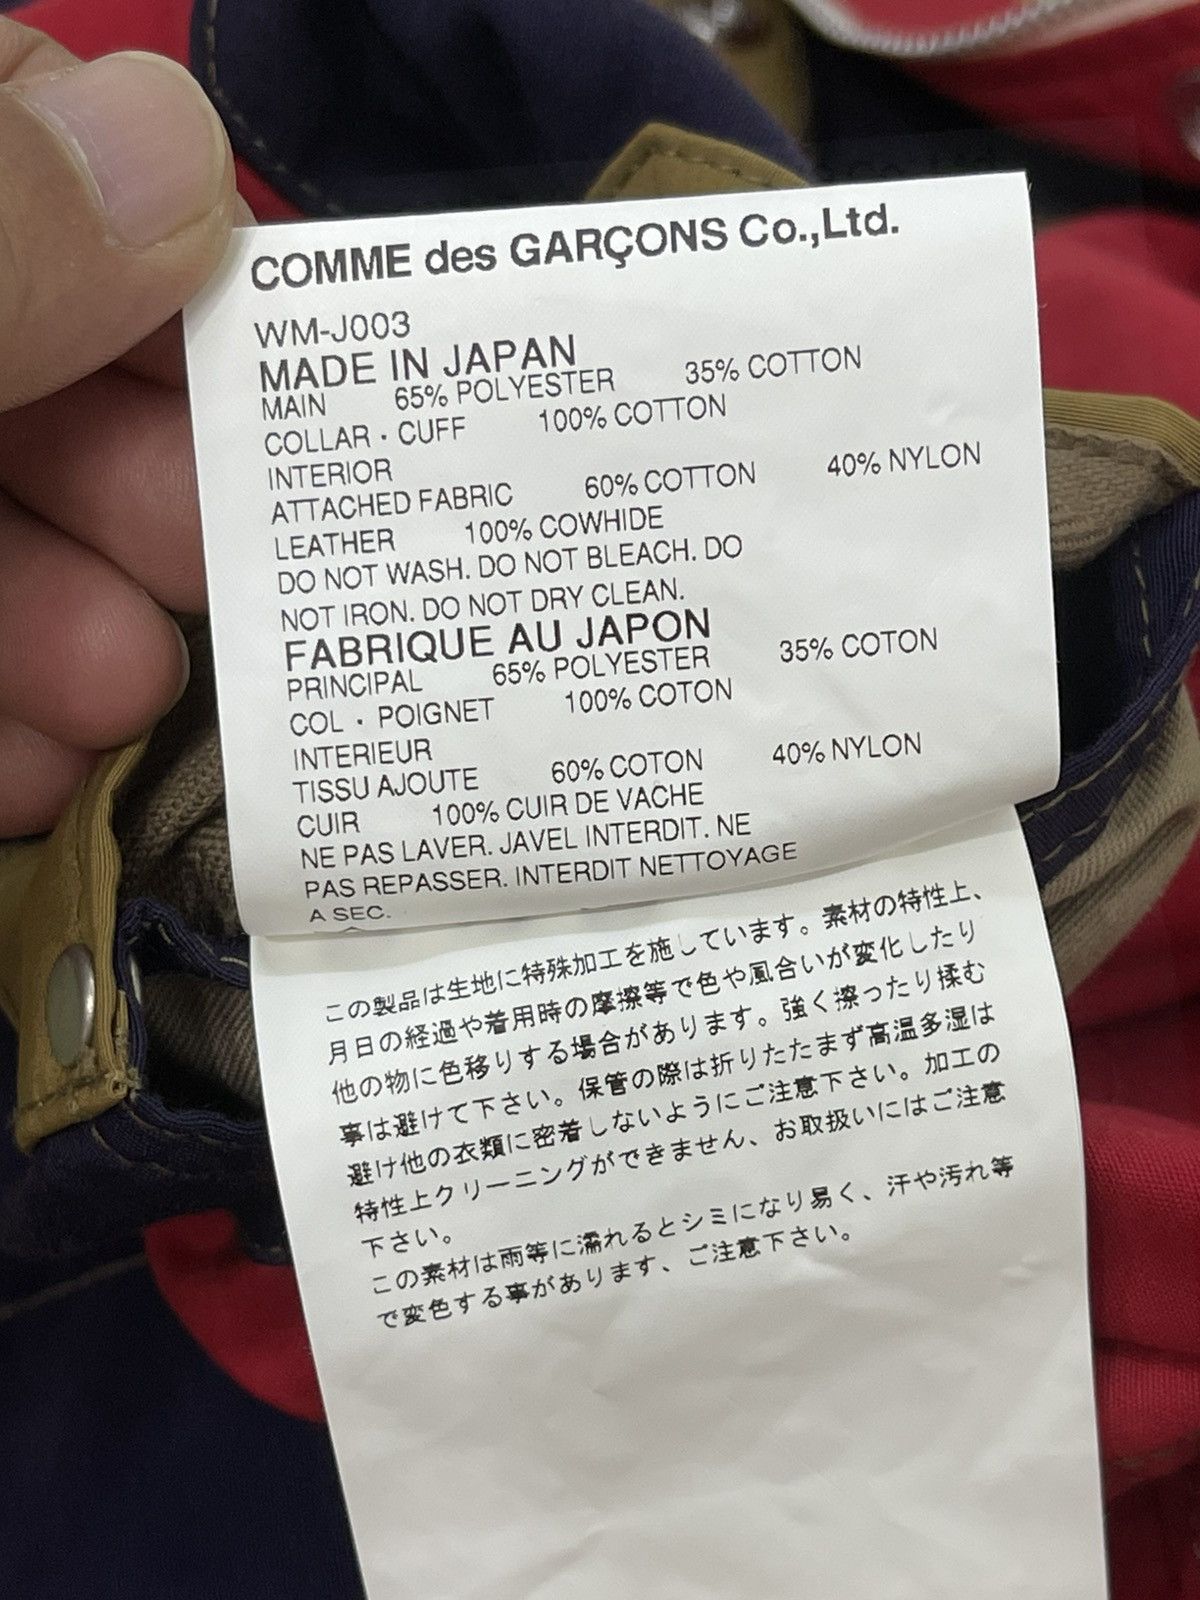 COMME des GARÇONS Co.,Ltd.
WM-J003
MADE IN JAPAN
MAIN 65% POLYESTER 35% COTTON
COLLAR・CUFF 100% COTTON
INTERIOR
ATTACHED FABRIC 60% COTTON 40% NYLON
LEATHER 100% COWHIDE
DO NOT WASH. DO NOT BLEACH. DO
NOT IRON. DO NOT DRY CLEAN.
FABRIQUE AU JAPON
PRINCIPAL 65% POLYESTER 35% COTON
COL・POIGNET 100% COTON
INTERIEUR
TISSU AJOUTE 60% COTON 40% NYLON
CUIR 100% CUIR DE VACHE
NE PAS LAVER. JAVEL INTERDIT. NE
PAS REPASSER. INTERDIT NETTOYAGE
A SEC.
この製品は生地に特殊加工を施しています。素材の特性上、
月日の経過や着用時の摩擦等で色や風合いが変化したり
他の物に色移りする場合があります。強く擦ったり揉む
事は避けて下さい。保管の際は折りたたまず高温多湿は
避け他の衣類に密着しないようにご注意下さい。加工の
特性上クリーニングができません、お取扱いにはご注意
下さい。
この素材は雨等に濡れるとシミになり易く、汗や汚れ等
で変色する事があります、ご注意下さい。